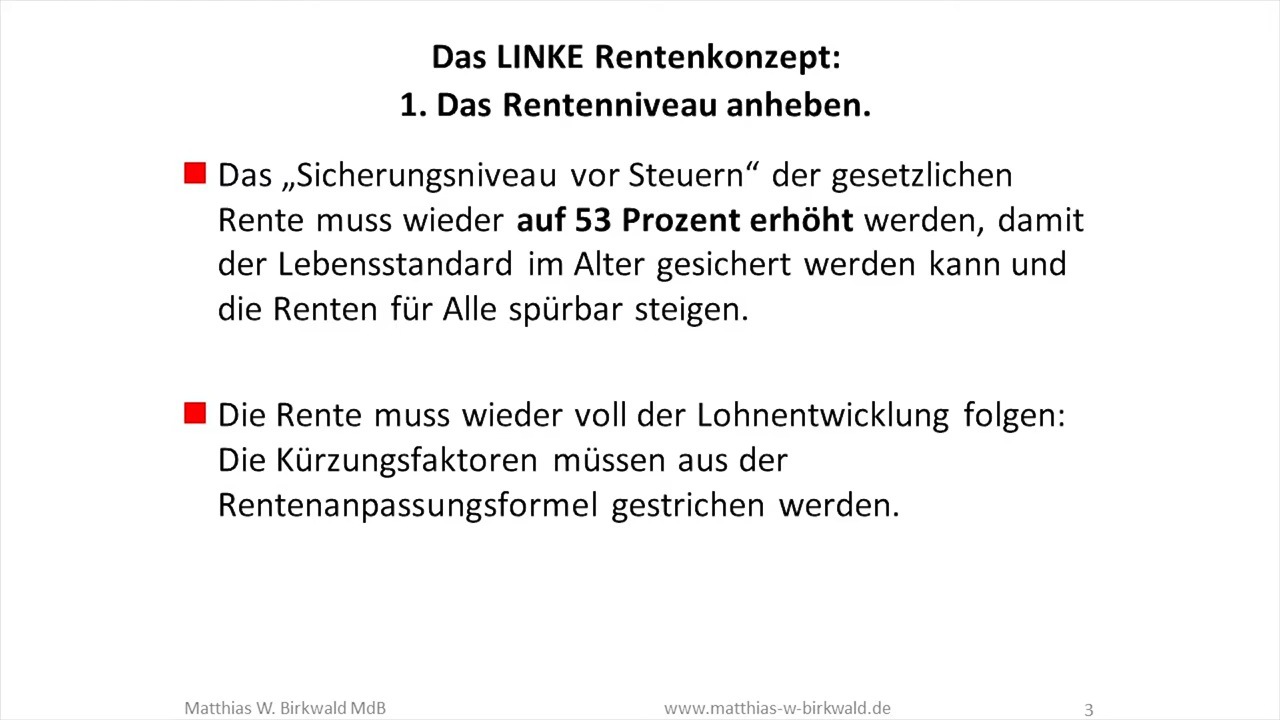 Das LINKE Rentenkonzept:
1. Das Rentenniveau anheben.
Das „Sicherungsniveau vor Steuern“ der gesetzlichen
Rente muss wieder auf 53 Prozent erhöht werden, damit
der Lebensstandard im Alter gesichert werden kann und
die Renten für Alle spürbar steigen.
Die Rente muss wieder voll der Lohnentwicklung folgen:
Die Kürzungsfaktoren müssen aus der
Rentenanpassungsformel gestrichen werden.
Matthias W. Birkwald MdB www.matthias-w-birkwald.de 3